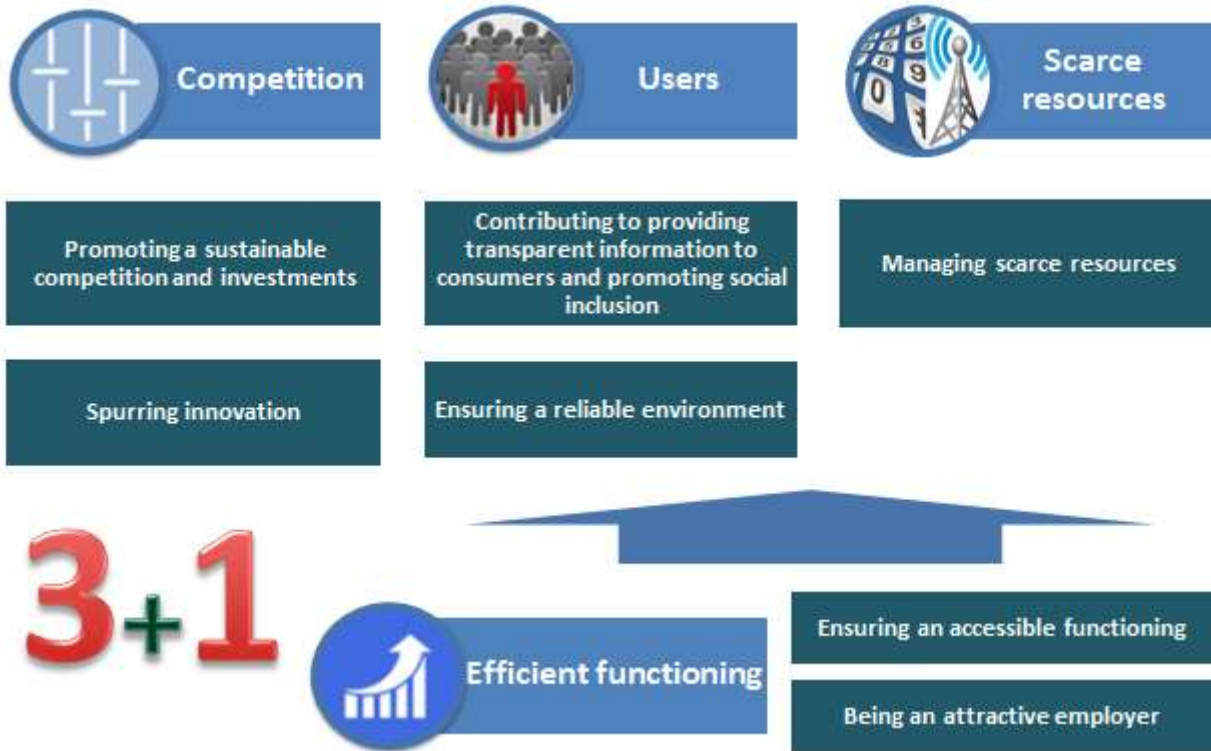 Competition
Users
Scarce
resources
Promoting a sustainable
competition and investments
Contributing to providing
transparent information to
consumers and promoting social
inclusion
Managing scarce resources
Spurring innovation
Ensuring a reliable environment
3+1
Efficient functioning
Ensuring an accessible functioning
Being an attractive employer